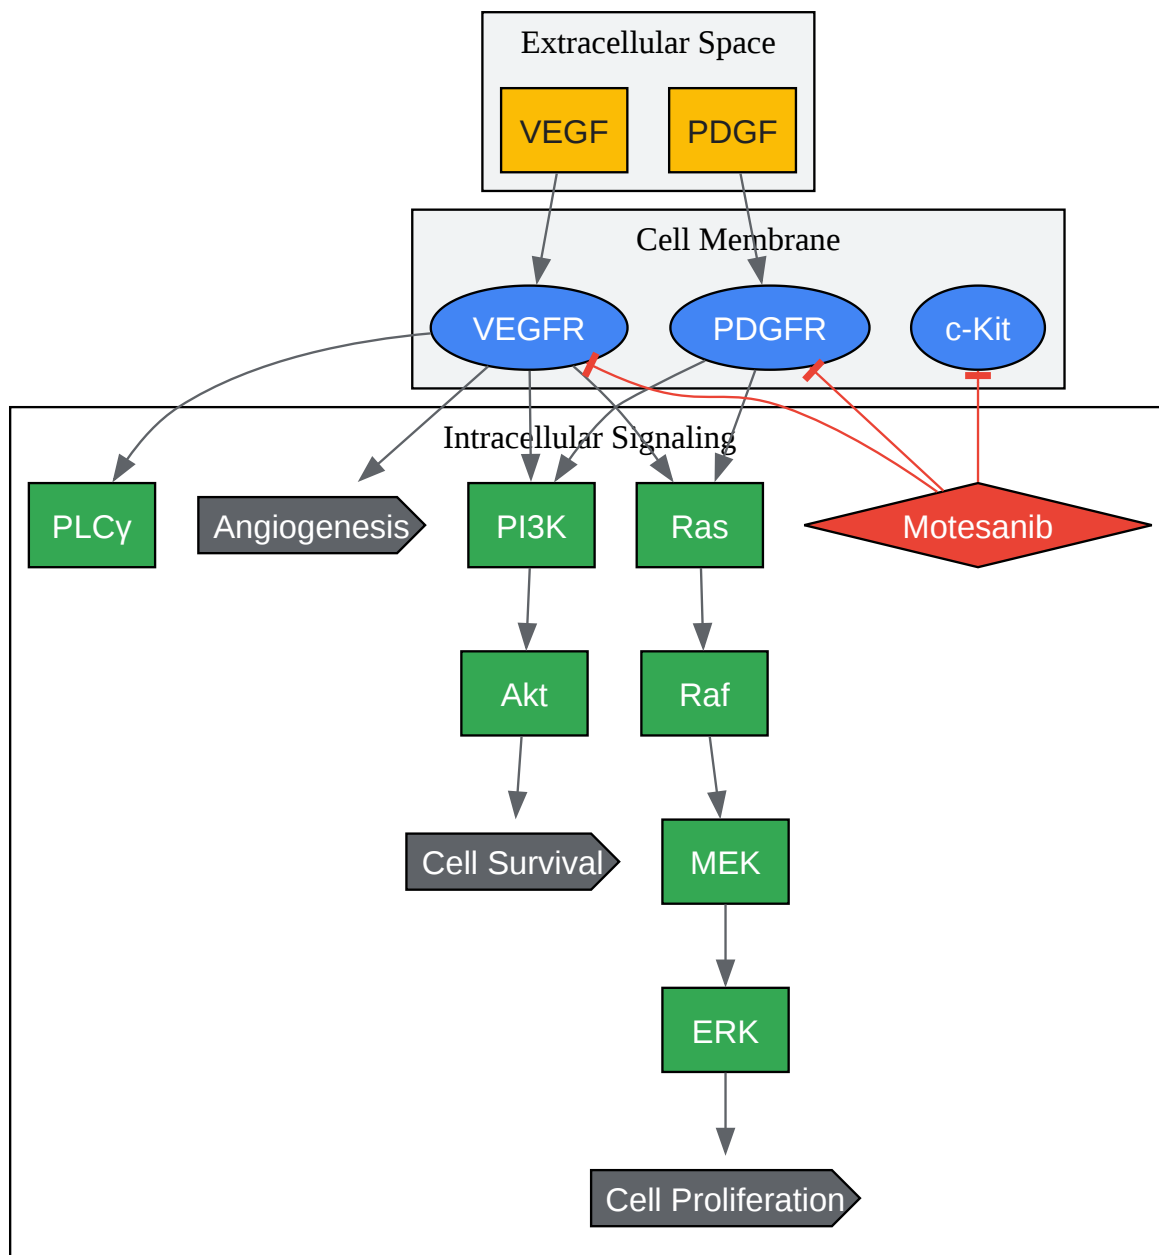 Extracellular Space
VEGF
PDGF
Cell Membrane
VEGFR
PDGFR
c-Kit
Intracellular Signaling
PLCγ
Angiogenesis
PI3K
Ras
Motesanib
Akt
Raf
Cell Survival
MEK
ERK
Cell Proliferation